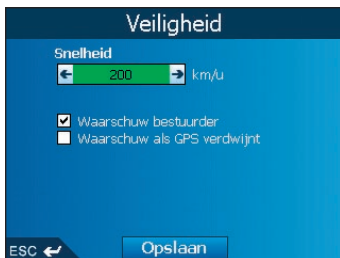 Veiligheid
Snelheid
200 km/u
Waarschuw bestuurder
Waarschuw als GPS verdwijnt
ESC Opslaan